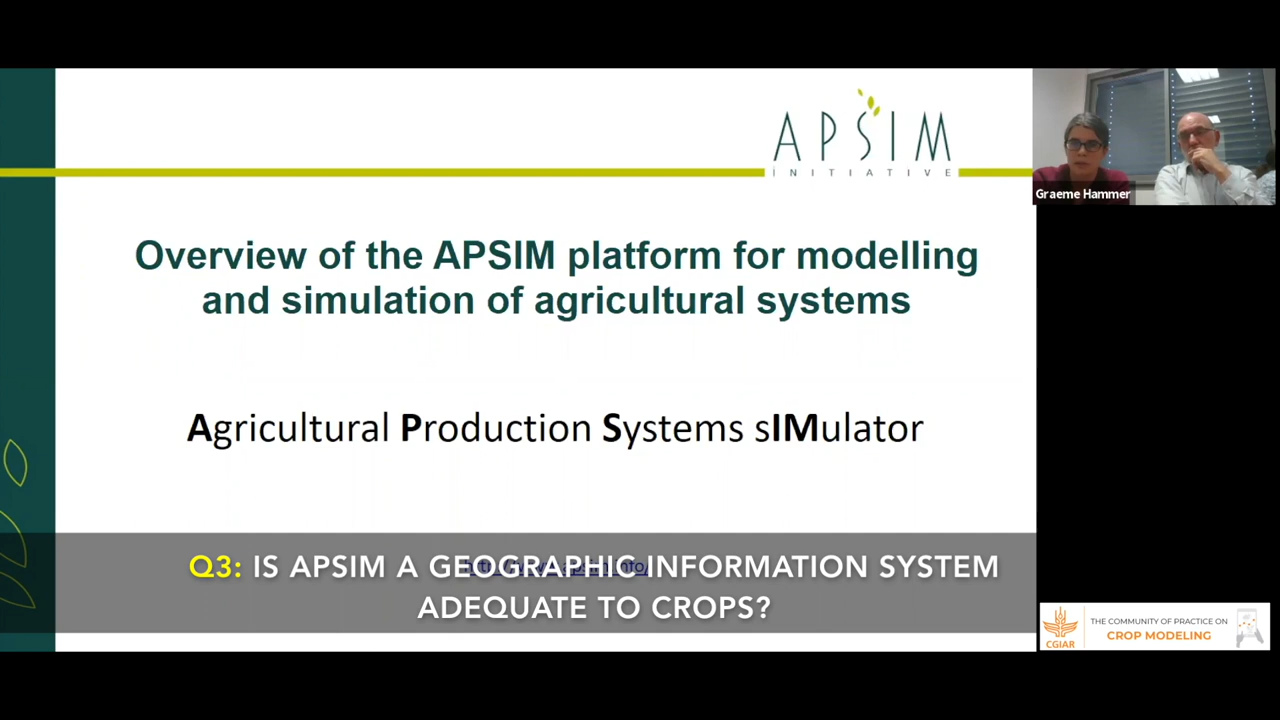 APSIM
INITIATIVE
Graeme Hammer
Overview of the APSIM platform for modelling
and simulation of agricultural systems
Agricultural Production Systems sIMulator
Q3: IS APSIM A GEOGRAPHIC INFORMATION SYSTEM
ADEQUATE TO CROPS?
CGIAR
THE COMMUNITY OF PRACTICE ON
CROP MODELING